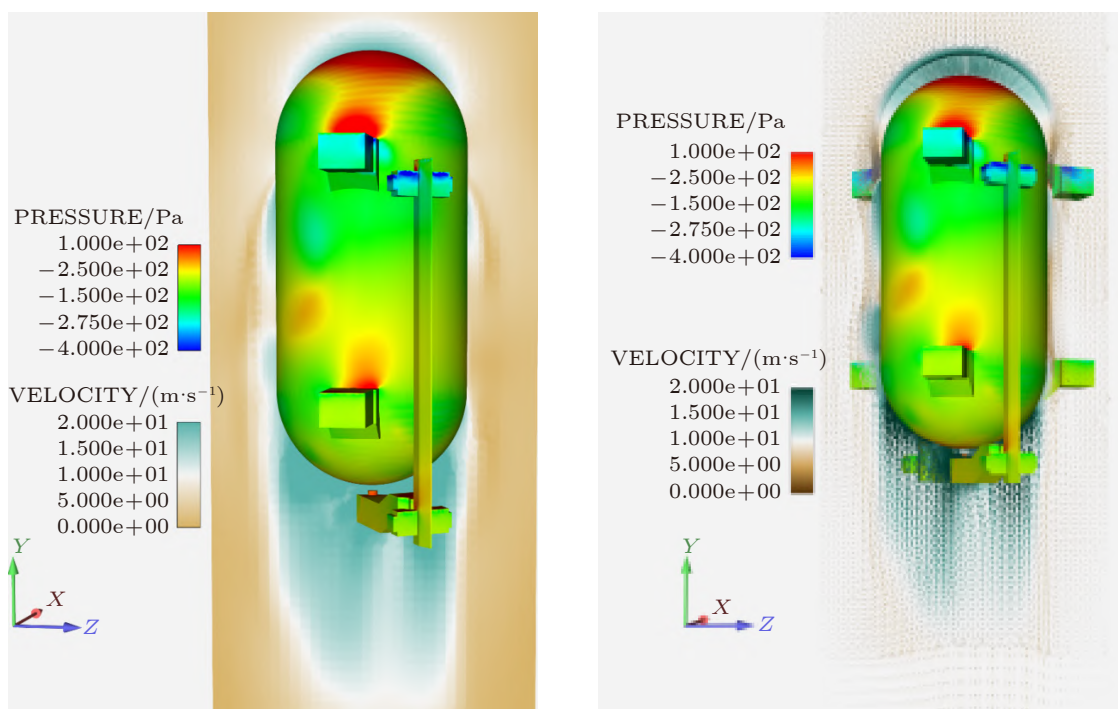 PRESSURE/Pa
1.000e+02
−2.500e+02
−1.500e+02
−2.750e+02
−4.000e+02
VELOCITY/(m·s⁻¹)
2.000e+01
1.500e+01
1.000e+01
5.000e+00
0.000e+00
Y
X
Z
PRESSURE/Pa
1.000e+02
−2.500e+02
−1.500e+02
−2.750e+02
−4.000e+02
VELOCITY/(m·s⁻¹)
2.000e+01
1.500e+01
1.000e+01
5.000e+00
0.000e+00
Y
X
Z